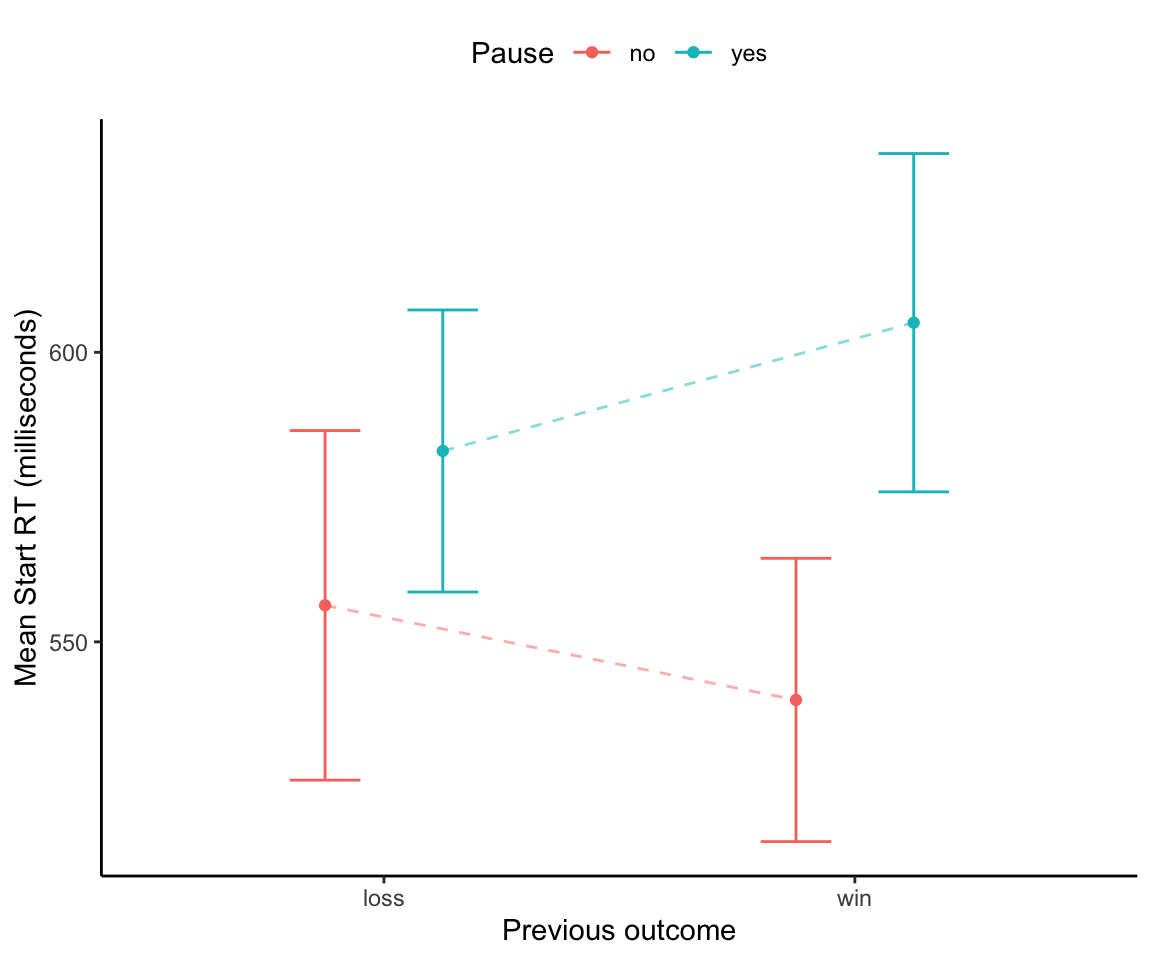 Pause no yes
Mean Start RT (milliseconds)
600
550
loss win
Previous outcome